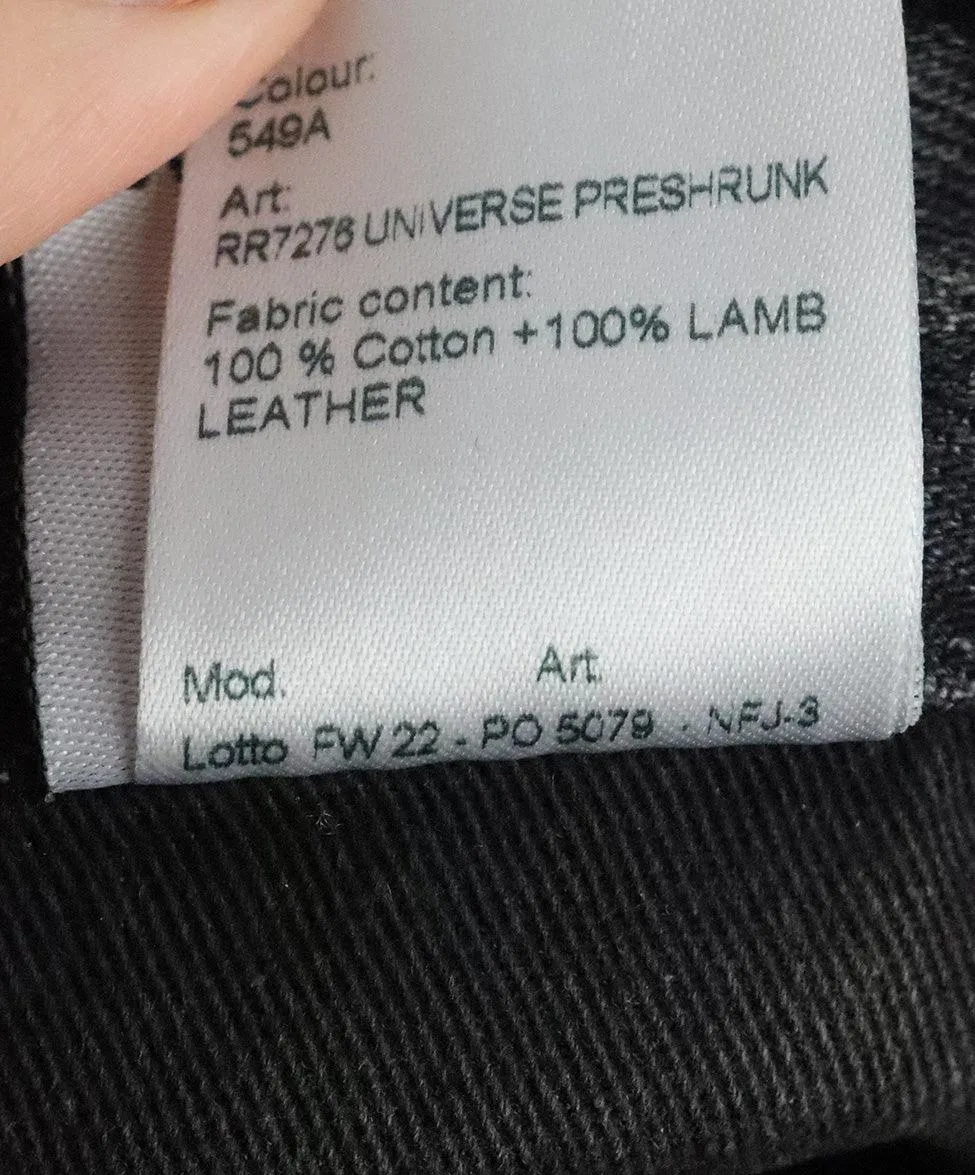 Colour:
549A
Art:
RR7276 UNIVERSE PRESHRUNK
Fabric content:
100 % Cotton +100% LAMB
LEATHER
Mod. Art.
Lotto FW 22 - PO 5079 - NFJ-3